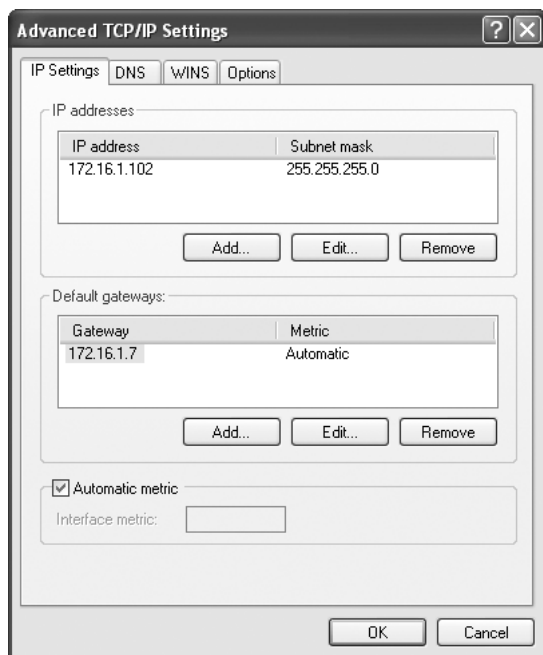 Advanced TCP/IP Settings
IP Settings DNS WINS Options
IP addresses
IP address Subnet mask
172.16.1.102 255.255.255.0
Add... Edit... Remove
Default gateways:
Gateway Metric
172.16.1.7 Automatic
Add... Edit... Remove
Automatic metric
Interface metric:
OK Cancel